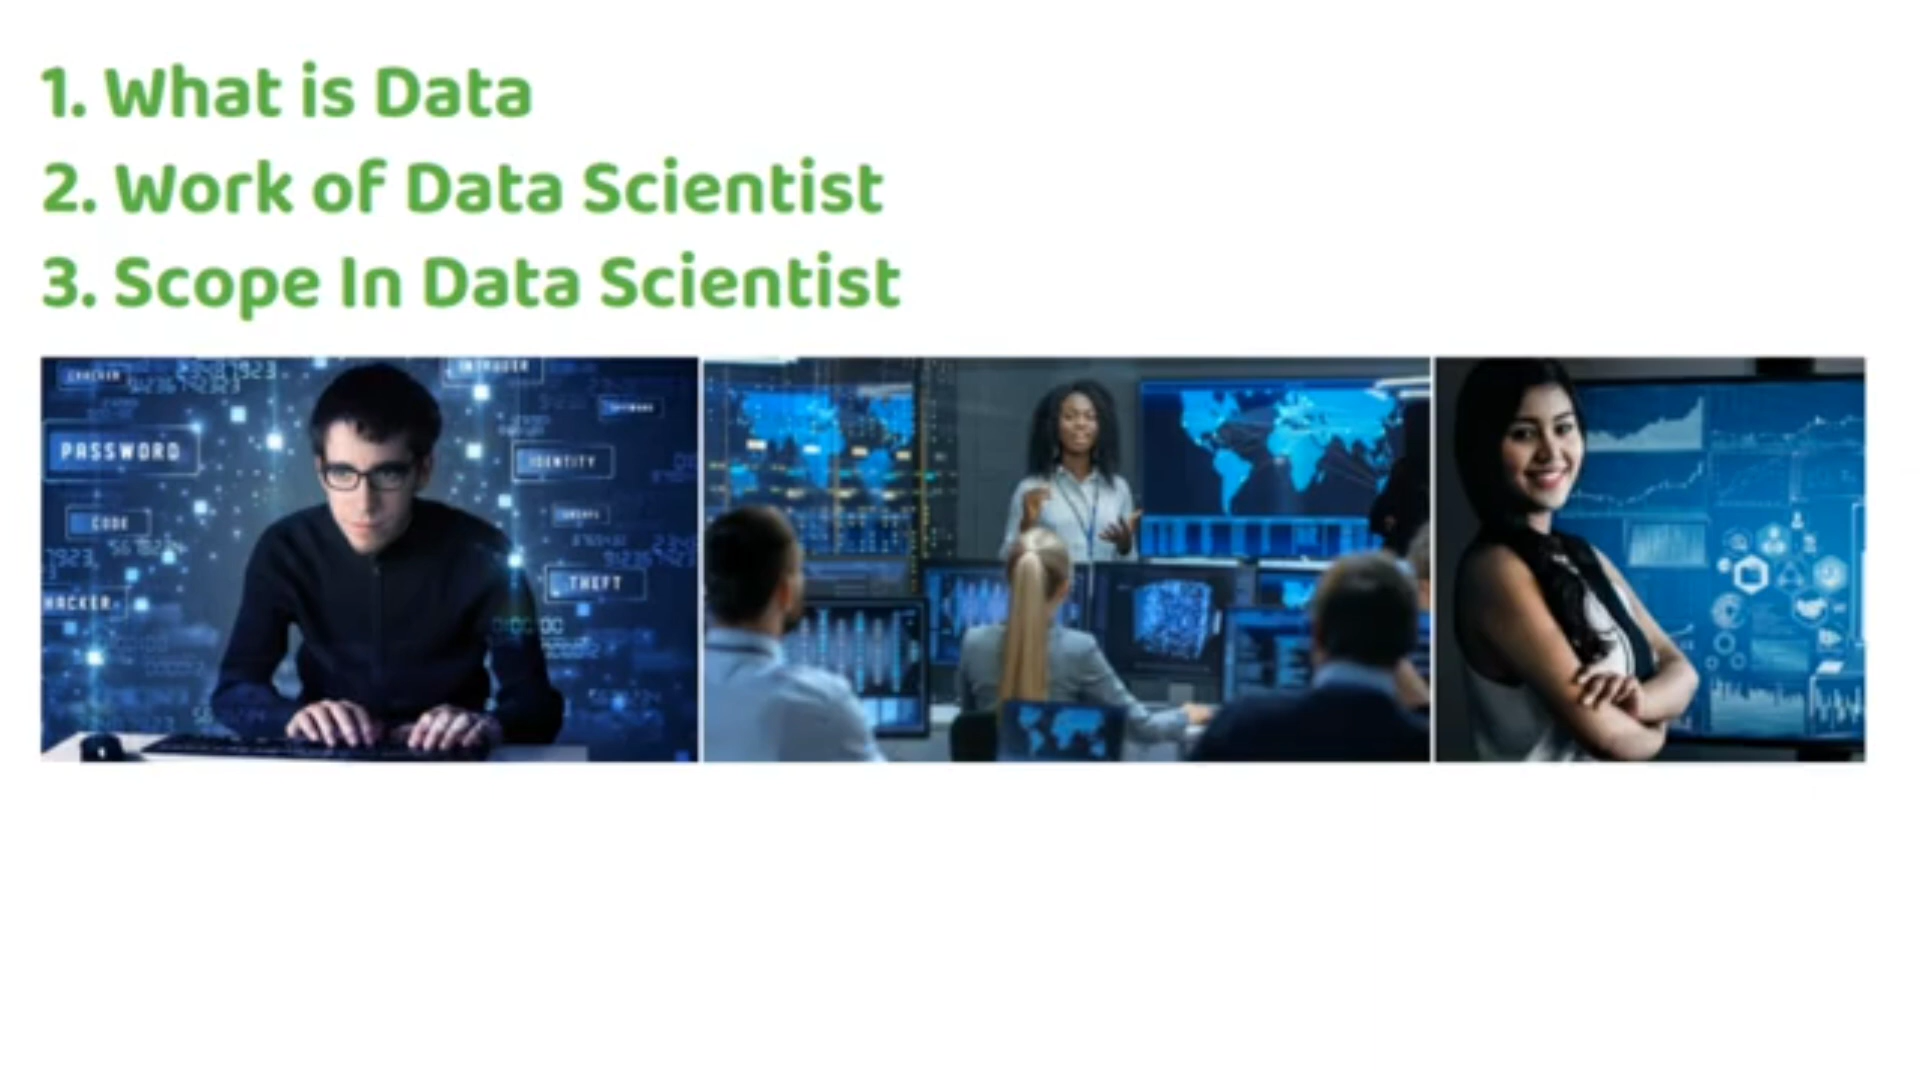 1. What is Data
2. Work of Data Scientist
3. Scope In Data Scientist
INTRUDER
PASSWORD
IDENTITY
CODE
THEFT
HACKER